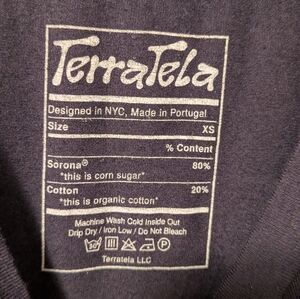 TerraTela
Designed in NYC, Made in Portugal
Size XS
% Content
Sorona® 80%
*this is corn sugar*
Cotton 20%
*this is organic cotton*
Machine Wash Cold Inside Out
Drip Dry / Iron Low / Do Not Bleach
30
Terratela LLC